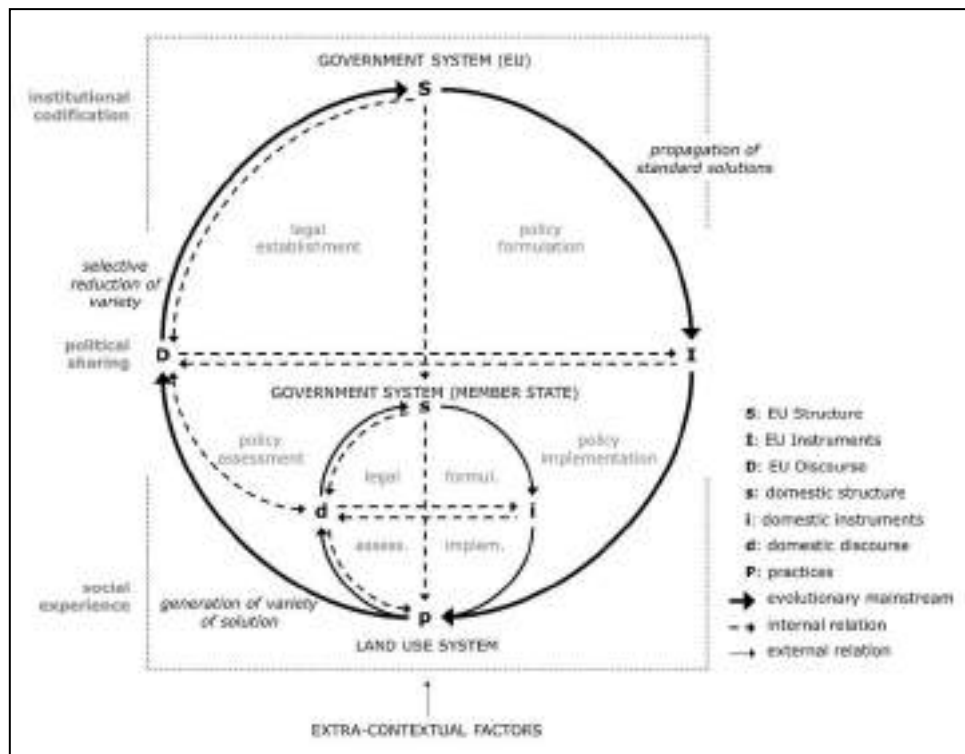 GOVERNMENT SYSTEM (EU)
S
institutional
codification
propagation of
standard solutions
legal
establishment
policy
formulation
selective
reduction of
variety
political
sharing
D
I
GOVERNMENT SYSTEM (MEMBER STATE)
s
policy
assessment
policy
implementation
legal
formul.
d
i
assess.
implem.
social
experience
generation of variety
of solution
p
LAND USE SYSTEM
EXTRA-CONTEXTUAL FACTORS
S: EU Structure
I: EU Instruments
D: EU Discourse
s: domestic structure
i: domestic instruments
d: domestic discourse
P: practices
evolutionary mainstream
internal relation
external relation